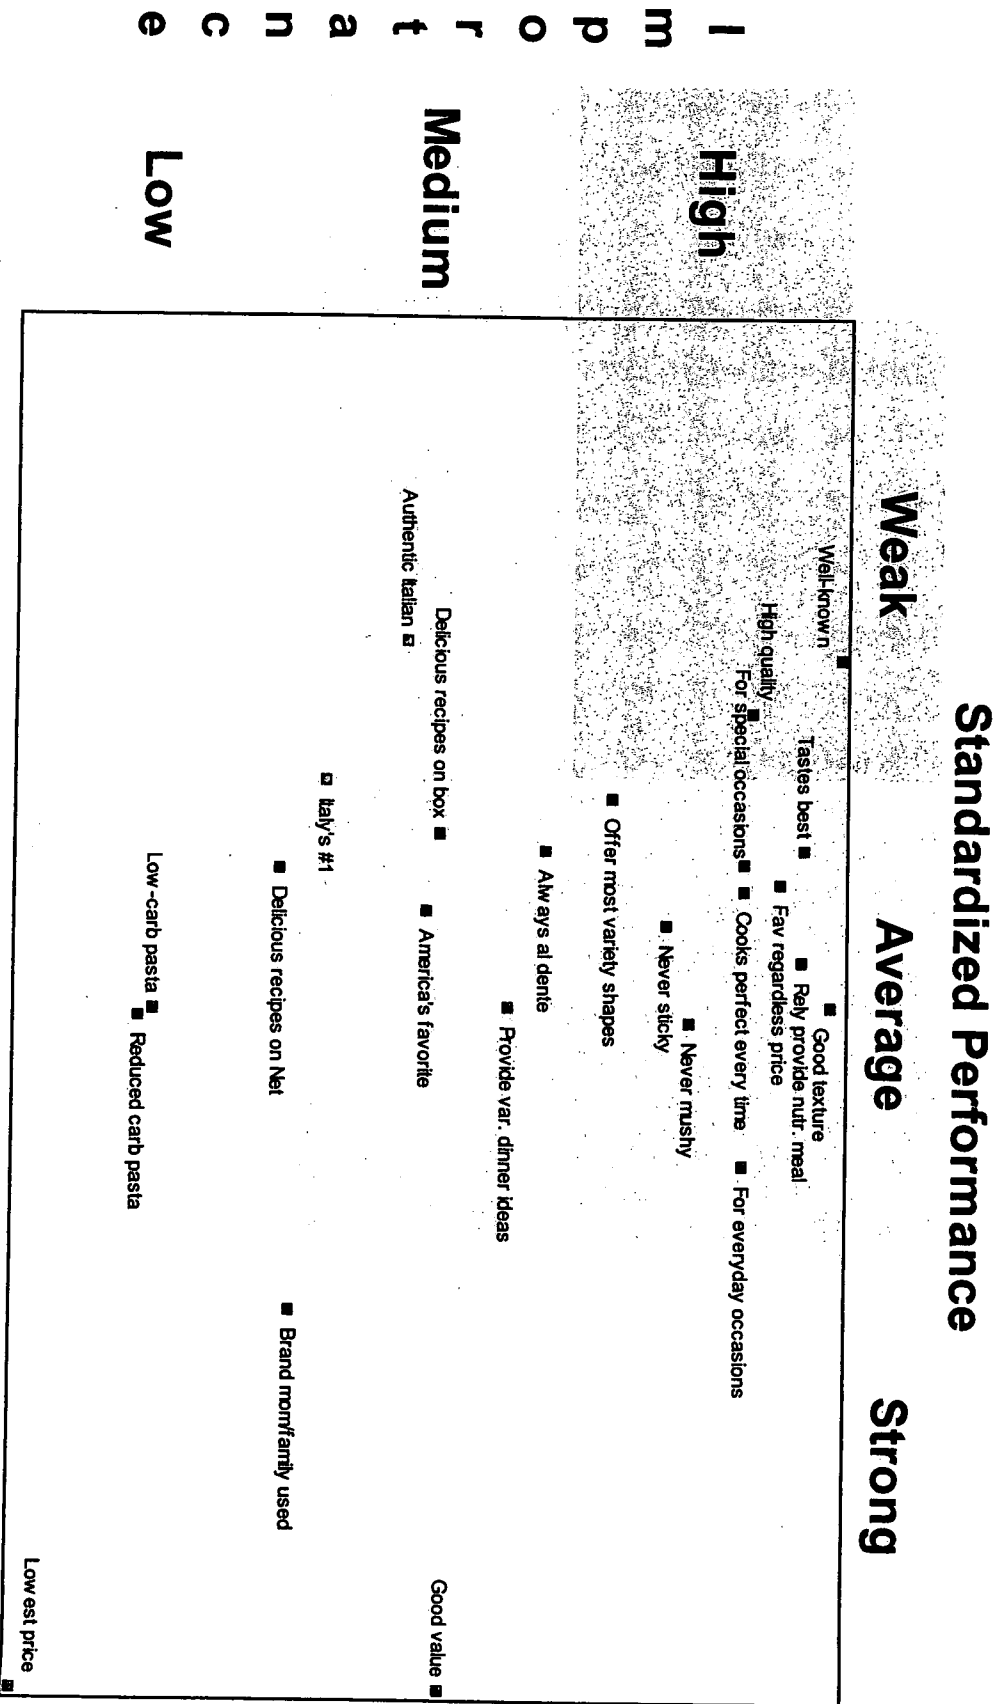 Standardized Performance
Weak Average Strong
Importance
High
Medium
Low
Well-known
Good texture
Tastes best
Rely provide nutr. meal
Fav regardless price
High quality
For special occasions
Cooks perfect every time
For everyday occasions
Never mushy
Never sticky
Offer most variety shapes
Always al dente
Provide var. dinner ideas
Delicious recipes on box
Good value
America's favorite
Authentic Italian
Italy's #1
Brand mom/family used
Delicious recipes on Net
Low-carb pasta
Reduced carb pasta
Lowest price